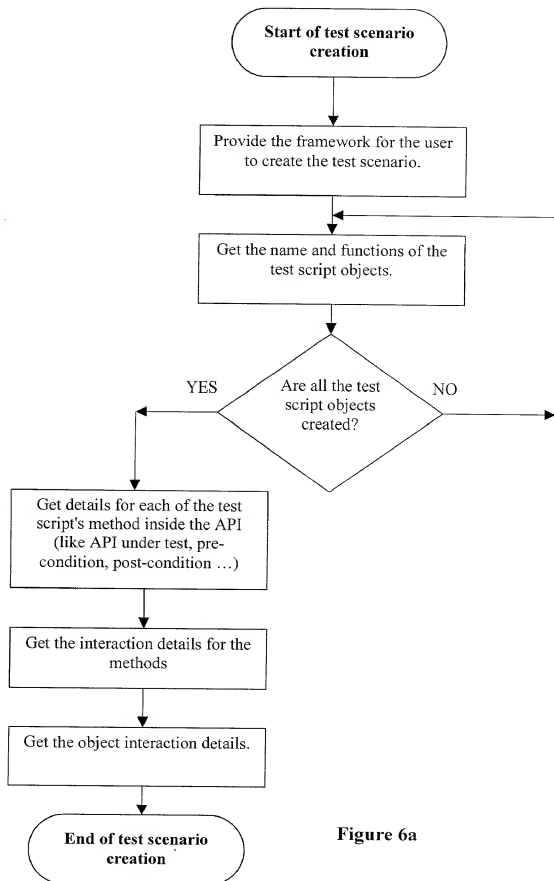 Start of test scenario
creation
Provide the framework for the user
to create the test scenario.
Get the name and functions of the
test script objects.
YES
Are all the test
script objects
created?
NO
Get details for each of the test
script's method inside the API
(like API under test, pre-
condition, post-condition ...)
Get the interaction details for the
methods
Get the object interaction details.
End of test scenario
creation
Figure 6a